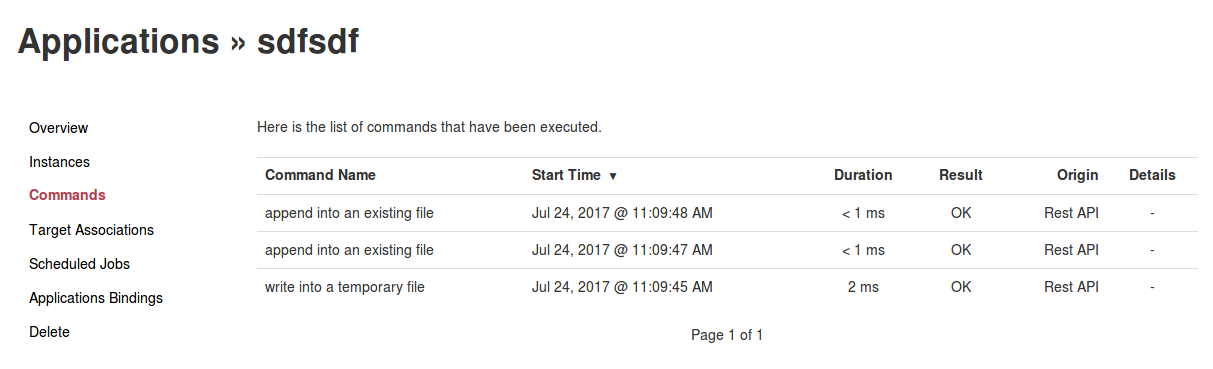 Applications » sdfsdf
Overview
Instances
Commands
Target Associations
Scheduled Jobs
Applications Bindings
Delete
Here is the list of commands that have been executed.
Command Name Start Time ▼ Duration Result Origin Details
append into an existing file Jul 24, 2017 @ 11:09:48 AM < 1 ms OK Rest API -
append into an existing file Jul 24, 2017 @ 11:09:47 AM < 1 ms OK Rest API -
write into a temporary file Jul 24, 2017 @ 11:09:45 AM 2 ms OK Rest API -
Page 1 of 1